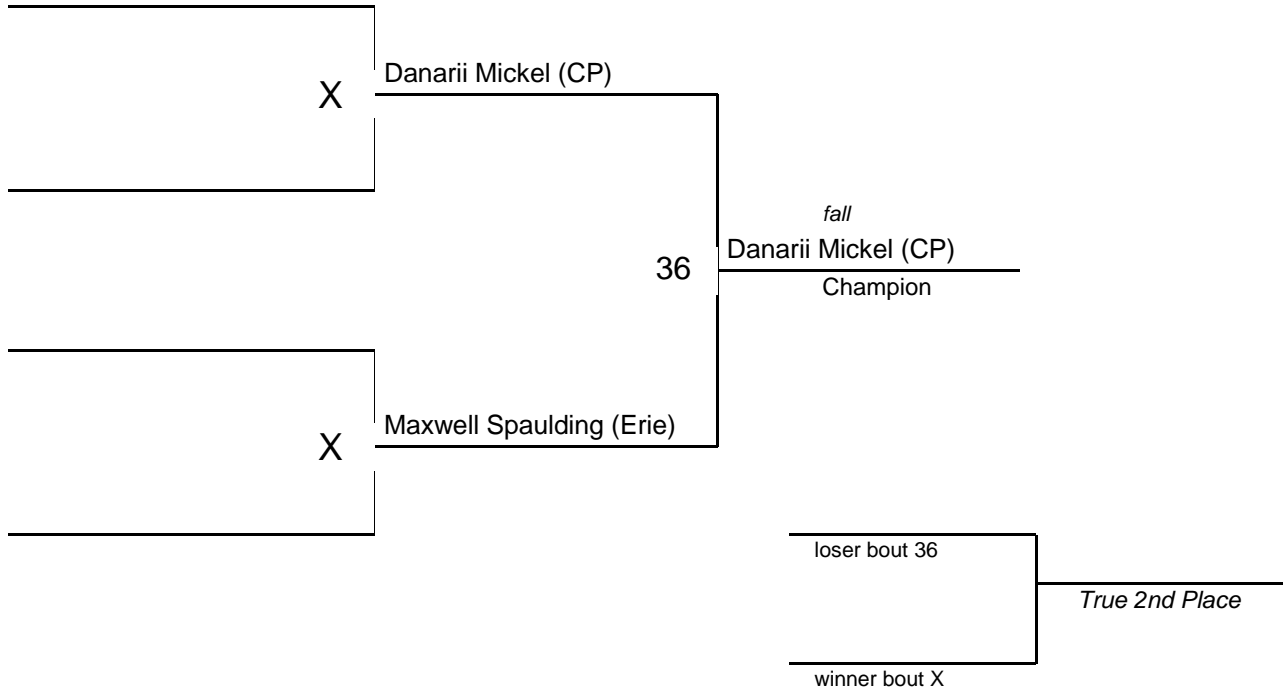 X
Danarii Mickel (CP)
fall
Danarii Mickel (CP)
36
Champion
X
Maxwell Spaulding (Erie)
loser bout 36
True 2nd Place
winner bout X